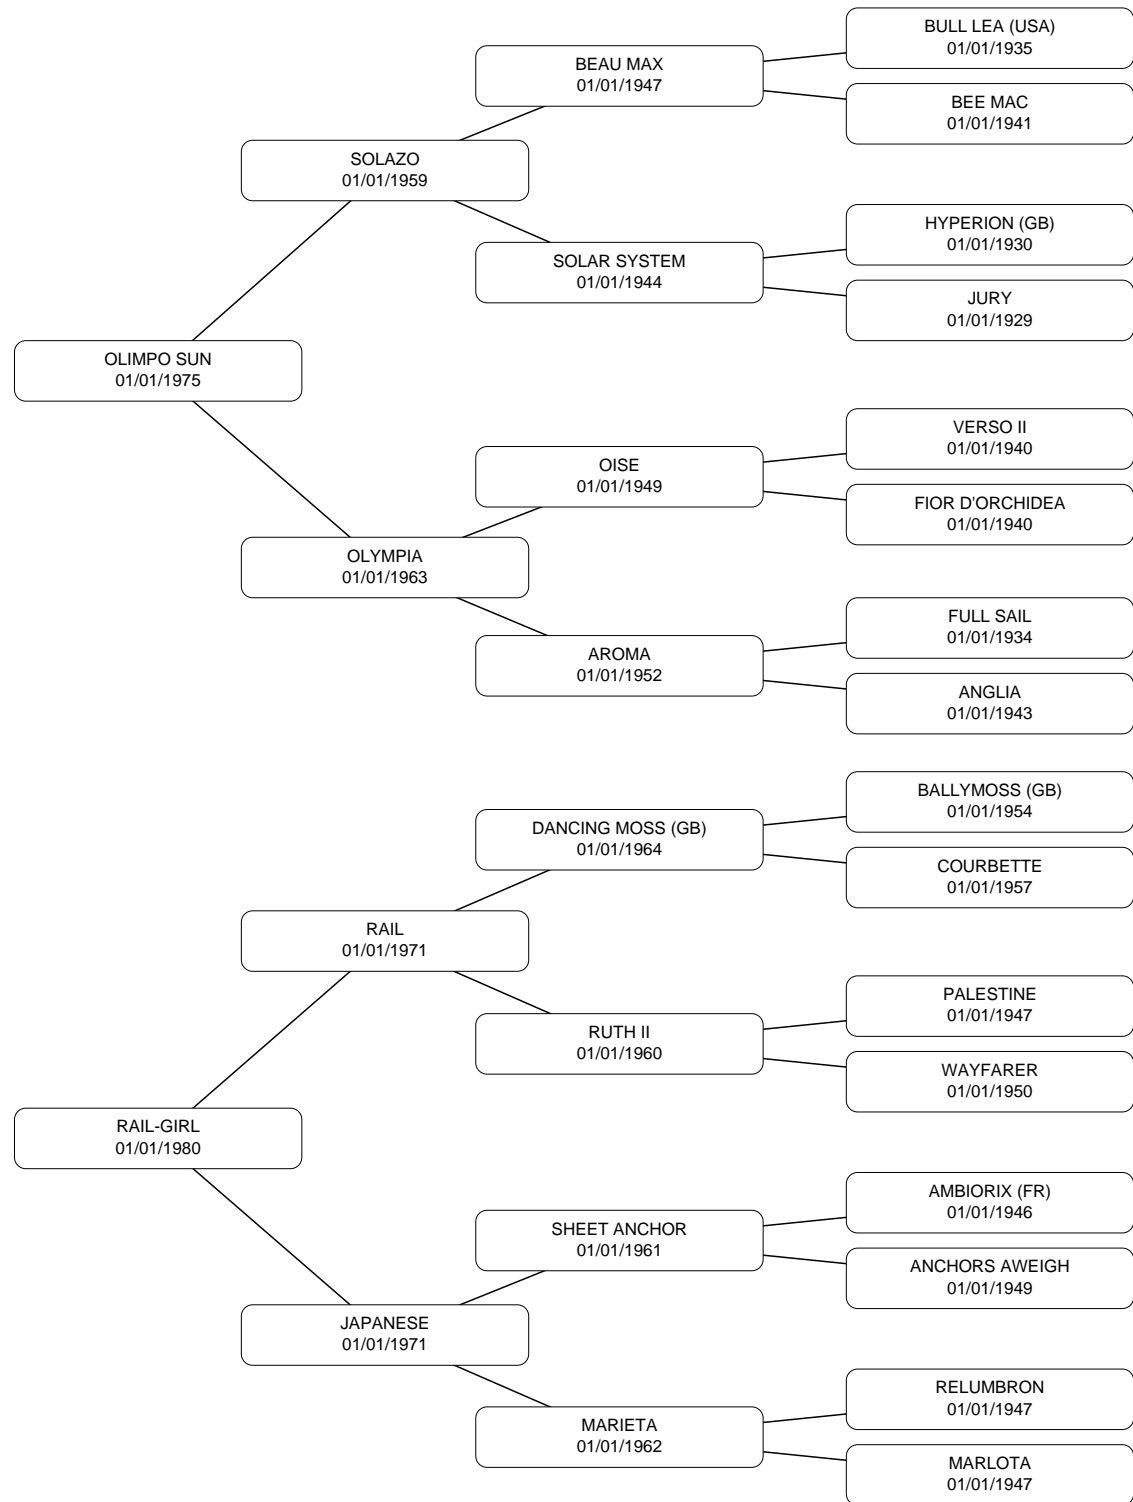 BULL LEA (USA)
01/01/1935
BEAU MAX
01/01/1947
BEE MAC
01/01/1941
SOLAZO
01/01/1959
HYPERION (GB)
01/01/1930
SOLAR SYSTEM
01/01/1944
JURY
01/01/1929
OLIMPO SUN
01/01/1975
VERSO II
01/01/1940
OISE
01/01/1949
FIOR D'ORCHIDEA
01/01/1940
OLYMPIA
01/01/1963
FULL SAIL
01/01/1934
AROMA
01/01/1952
ANGLIA
01/01/1943
BALLYMOSS (GB)
01/01/1954
DANCING MOSS (GB)
01/01/1964
COURBETTE
01/01/1957
RAIL
01/01/1971
PALESTINE
01/01/1947
RUTH II
01/01/1960
WAYFARER
01/01/1950
RAIL-GIRL
01/01/1980
AMBIORIX (FR)
01/01/1946
SHEET ANCHOR
01/01/1961
ANCHORS AWEIGH
01/01/1949
JAPANESE
01/01/1971
RELUMBRON
01/01/1947
MARIETA
01/01/1962
MARLOTA
01/01/1947